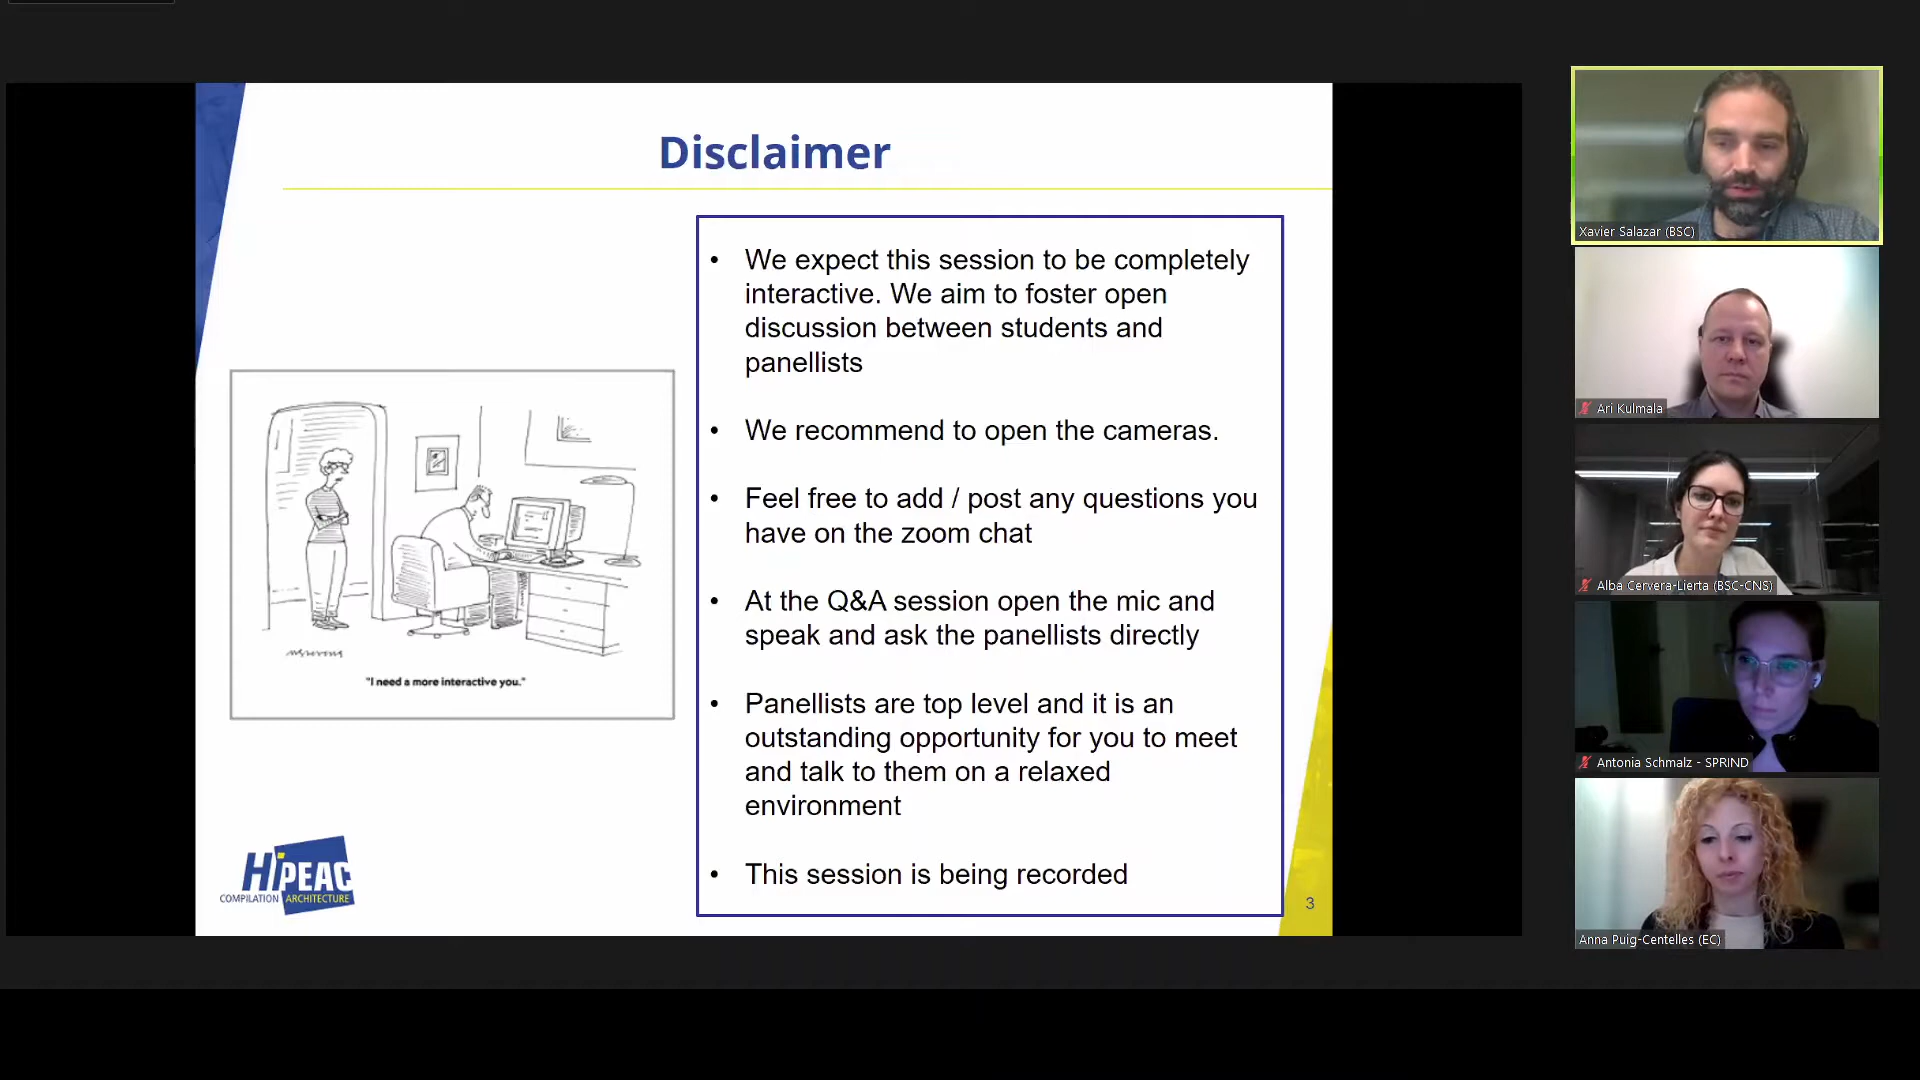 Disclaimer
• We expect this session to be completely
interactive. We aim to foster open
discussion between students and
panellists
• We recommend to open the cameras.
• Feel free to add / post any questions you
have on the zoom chat
• At the Q&A session open the mic and
speak and ask the panellists directly
• Panellists are top level and it is an
outstanding opportunity for you to meet
and talk to them on a relaxed
environment
• This session is being recorded
"I need a more interactive you."
HiPEAC
COMPILATION ARCHITECTURE
3
Xavier Salazar (BSC)
Ari Kulmala
Alba Cervera-Lierta (BSC-CNS)
Antonia Schmalz - SPRIND
Anna Puig-Centelles (EC)